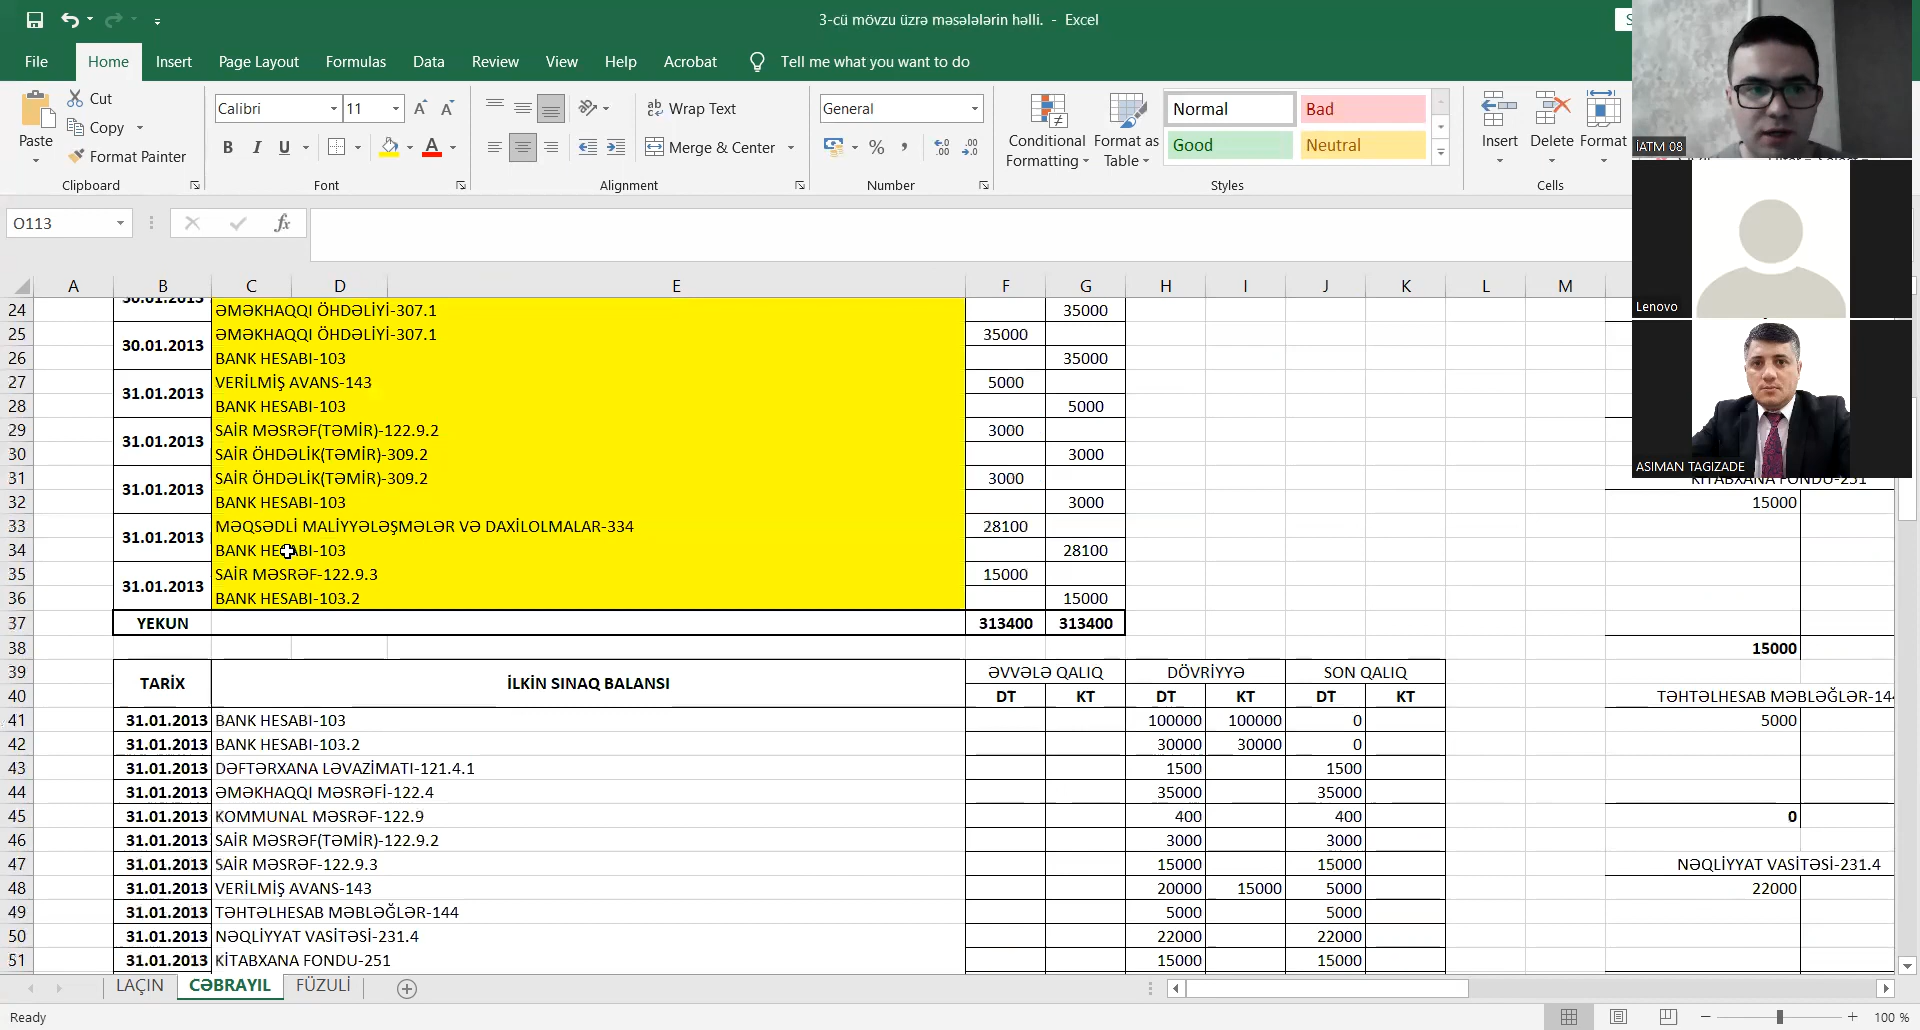 3-cü mövzu üzrə məsələlərin həlli. - Excel
File Home Insert Page Layout Formulas Data Review View Help Acrobat Tell me what you want to do
Paste
Cut
Copy
Format Painter
Clipboard
Calibri 11
B I U
Font
Wrap Text
Merge & Center
Alignment
General
Number
Conditional Formatting
Format as Table
Normal Bad
Good Neutral
Styles
Insert Delete Format
Cells
İATM 08
Lenovo
ASIMAN TAGIZADE
O113
fx
A B C D E F G H I J K L M
24 30.01.2013 ƏMƏKHAQQI ÖHDƏLİYİ-307.1 35000
25 30.01.2013 ƏMƏKHAQQI ÖHDƏLİYİ-307.1 35000
26 BANK HESABI-103 35000
27 31.01.2013 VERİLMİŞ AVANS-143 5000
28 BANK HESABI-103 5000
29 31.01.2013 SAİR MƏSRƏF(TƏMİR)-122.9.2 3000
30 SAİR ÖHDƏLİK(TƏMİR)-309.2 3000
31 31.01.2013 SAİR ÖHDƏLİK(TƏMİR)-309.2 3000 KİTABXANA FONDU-251
32 BANK HESABI-103 3000 15000
33 31.01.2013 MƏQSƏDLİ MALİYYƏLƏŞMƏLƏR VƏ DAXİLOLMALAR-334 28100
34 BANK HESABI-103 28100
35 31.01.2013 SAİR MƏSRƏF-122.9.3 15000
36 BANK HESABI-103.2 15000
37 YEKUN 313400 313400
38 15000
39 TARİX İLKİN SINAQ BALANSI ƏVVƏLƏ QALIQ DÖVRİYYƏ SON QALIQ
40 DT KT DT KT DT KT TƏHTƏLHESAB MƏBLƏĞLƏR-144
41 31.01.2013 BANK HESABI-103 100000 100000 0 5000
42 31.01.2013 BANK HESABI-103.2 30000 30000 0
43 31.01.2013 DƏFTƏRXANA LƏVAZİMATI-121.4.1 1500 1500
44 31.01.2013 ƏMƏKHAQQI MƏSRƏFİ-122.4 35000 35000
45 31.01.2013 KOMMUNAL MƏSRƏF-122.9 400 400 0
46 31.01.2013 SAİR MƏSRƏF(TƏMİR)-122.9.2 3000 3000
47 31.01.2013 SAİR MƏSRƏF-122.9.3 15000 15000 NƏQLİYYAT VASİTƏSİ-231.4
48 31.01.2013 VERİLMİŞ AVANS-143 20000 15000 5000 22000
49 31.01.2013 TƏHTƏLHESAB MƏBLƏĞLƏR-144 5000 5000
50 31.01.2013 NƏQLİYYAT VASİTƏSİ-231.4 22000 22000
51 31.01.2013 KİTABXANA FONDU-251 15000 15000
LAÇIN CƏBRAYIL FÜZULİ
Ready 100 %